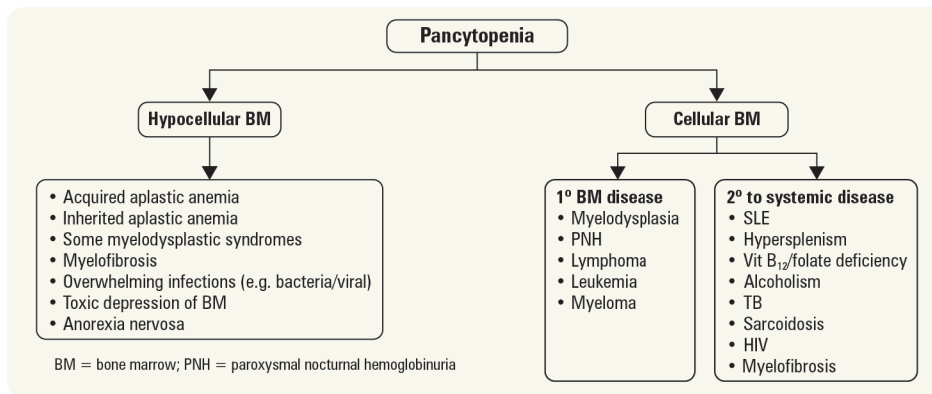 Pancytopenia
Hypocellular BM
• Acquired aplastic anemia
• Inherited aplastic anemia
• Some myelodysplastic syndromes
• Myelofibrosis
• Overwhelming infections (e.g. bacteria/viral)
• Toxic depression of BM
• Anorexia nervosa
Cellular BM
1º BM disease
• Myelodysplasia
• PNH
• Lymphoma
• Leukemia
• Myeloma
2º to systemic disease
• SLE
• Hypersplenism
• Vit B₁₂/folate deficiency
• Alcoholism
• TB
• Sarcoidosis
• HIV
• Myelofibrosis
BM = bone marrow; PNH = paroxysmal nocturnal hemoglobinuria